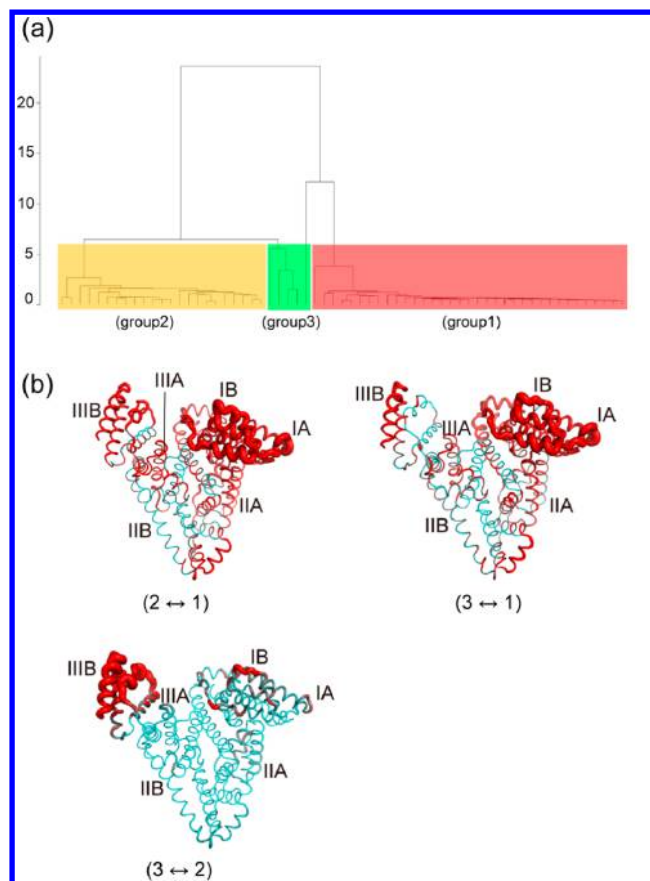 (a)
20
15
10
5
0
(group2) (group3) (group1)
(b)
IIIB IIIA IB IA
IIB IIA
(2 ↔ 1)
IIIB IIIA IB IA
IIB IIA
(3 ↔ 1)
IIIB IIIA IB IA
IIB IIA
(3 ↔ 2)